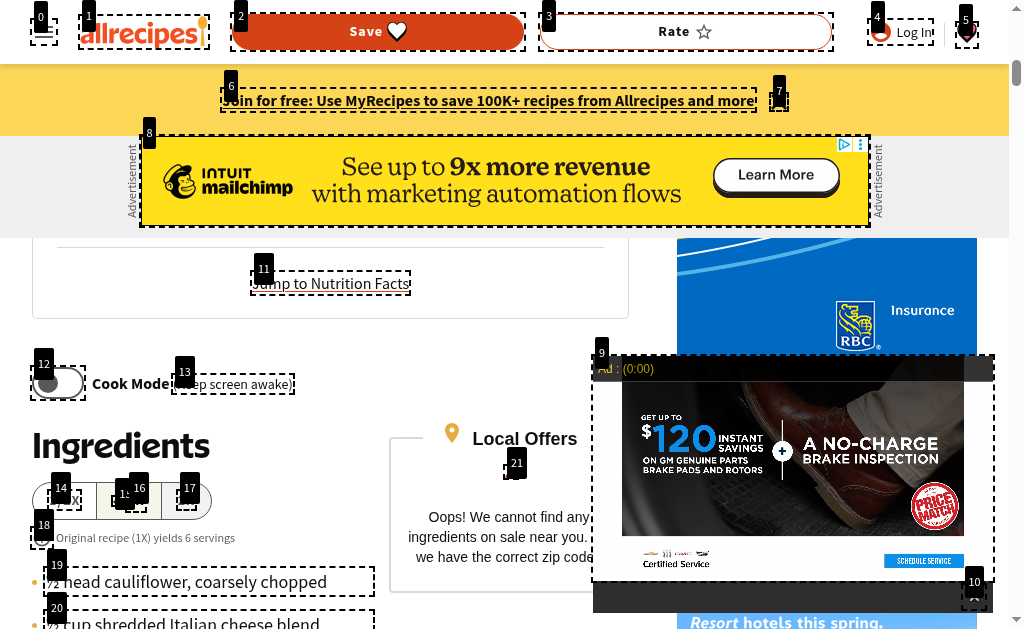 allrecipes
Save
Rate
Log In
Join for free: Use MyRecipes to save 100K+ recipes from Allrecipes and more
Advertisement
INTUIT
mailchimp
See up to 9x more revenue
with marketing automation flows
Learn More
Advertisement
Jump to Nutrition Facts
Insurance
RBC
Cook Mode (Keep screen awake)
Ad : (0:00)
GET UP TO
$120 INSTANT SAVINGS
ON GM GENUINE PARTS
BRAKE PADS AND ROTORS
A NO-CHARGE
BRAKE INSPECTION
PRICE
MATCH
Certified Service
SCHEDULE SERVICE
Ingredients
Local Offers
Oops! We cannot find any
ingredients on sale near you.
we have the correct zip code
Original recipe (1X) yields 6 servings
½ head cauliflower, coarsely chopped
½ cup shredded Italian cheese blend
Resort hotels this spring.
0
1
2
3
4
5
6
7
8
9
10
11
12
13
14
16
17
18
19
20
21